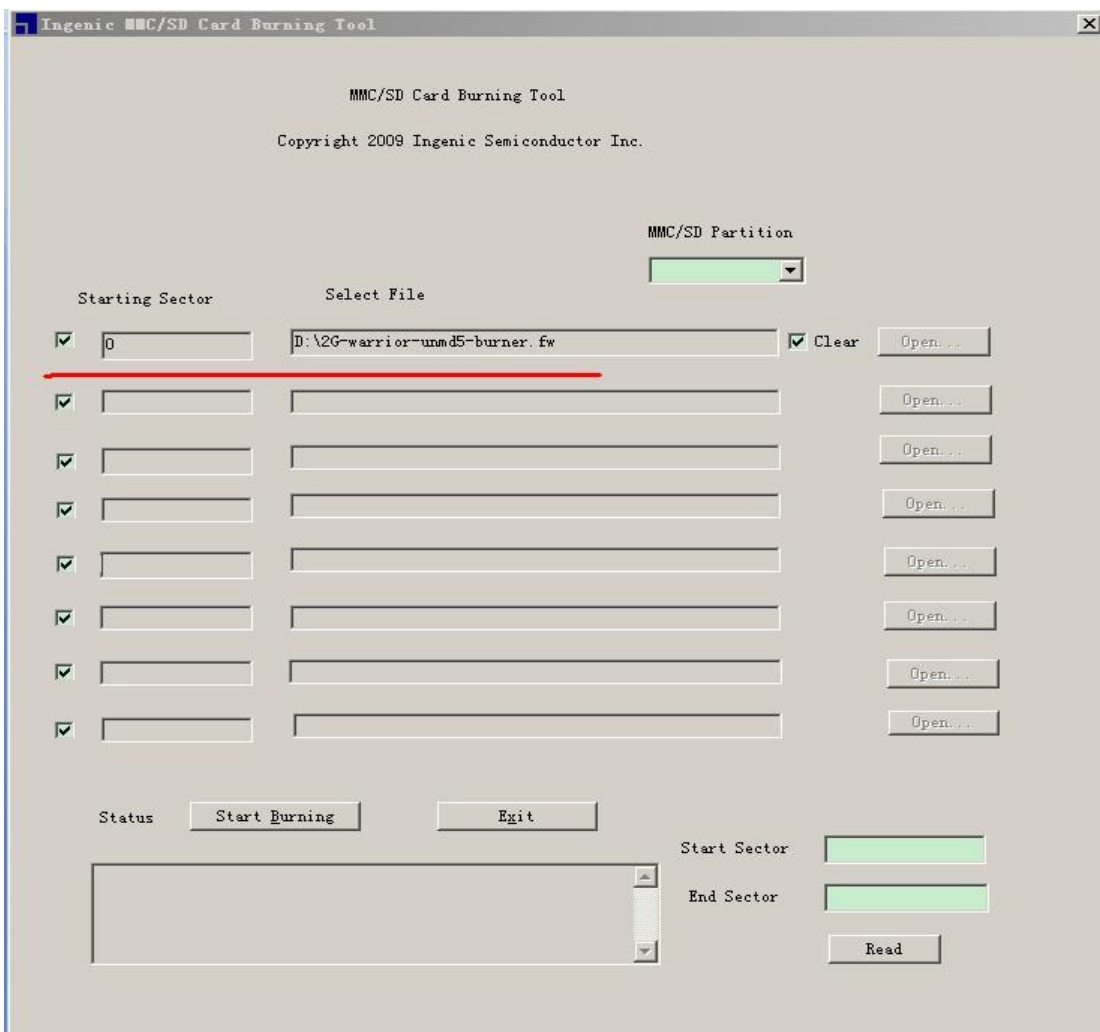 Ingenic MMC/SD Card Burning Tool
MMC/SD Card Burning Tool
Copyright 2009 Ingenic Semiconductor Inc.
MMC/SD Partition
Starting Sector Select File
0 D:\2G-warrior-unmd5-burner.fw Clear Open...
Open...
Open...
Open...
Open...
Open...
Open...
Open...
Status Start Burning Exit
Start Sector
End Sector
Read